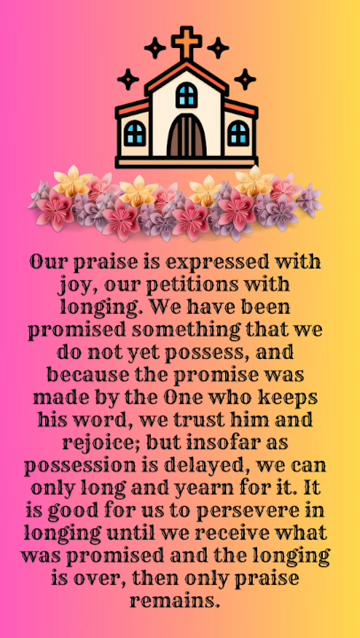 Our praise is expressed with
joy, our petitions with
longing. We have been
promised something that we
do not yet possess, and
because the promise was
made by the One who keeps
his word, we trust him and
rejoice; but insofar as
possession is delayed, we can
only long and yearn for it. It
is good for us to persevere in
longing until we receive what
was promised and the longing
is over, then only praise
remains.